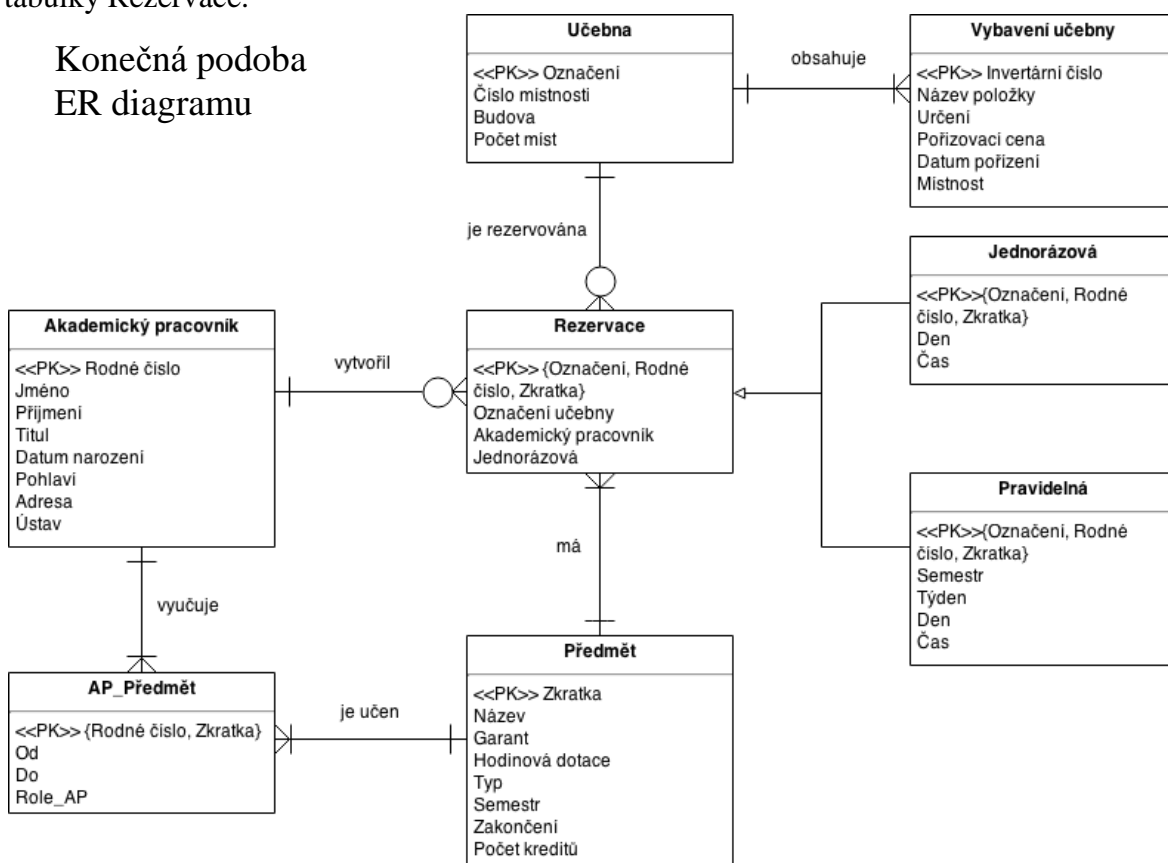 tabulky Rezervace.
Konečná podoba
ER diagramu
Učebna
<<PK>> Označení
Číslo místnosti
Budova
Počet míst
obsahuje
Vybavení učebny
<<PK>> Invertární číslo
Název položky
Určení
Pořizovací cena
Datum pořízení
Místnost
je rezervována
Jednorázová
<<PK>>{Označení, Rodné
číslo, Zkratka}
Den
Čas
Akademický pracovník
<<PK>> Rodné číslo
Jméno
Příjmení
Titul
Datum narození
Pohlaví
Adresa
Ústav
vytvořil
Rezervace
<<PK>> {Označení, Rodné
číslo, Zkratka}
Označení učebny
Akademický pracovník
Jednorázová
Pravidelná
<<PK>>{Označení, Rodné
číslo, Zkratka}
Semestr
Týden
Den
Čas
má
vyučuje
AP_Předmět
<<PK>> {Rodné číslo, Zkratka}
Od
Do
Role_AP
je učen
Předmět
<<PK>> Zkratka
Název
Garant
Hodinová dotace
Typ
Semestr
Zakončení
Počet kreditů